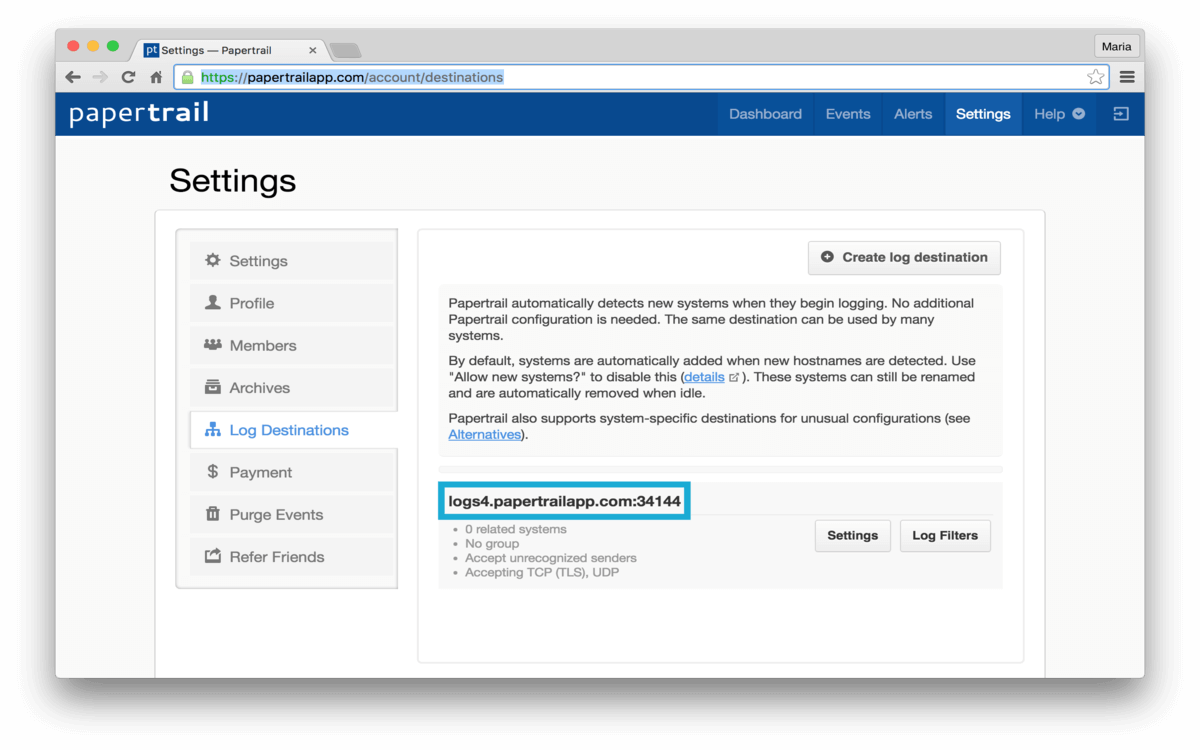 pt Settings — Papertrail
Maria
https://papertrailapp.com/account/destinations
papertrail
Dashboard
Events
Alerts
Settings
Help
Settings
Settings
Profile
Members
Archives
Log Destinations
$ Payment
Purge Events
Refer Friends
Create log destination
Papertrail automatically detects new systems when they begin logging. No additional
Papertrail configuration is needed. The same destination can be used by many
systems.
By default, systems are automatically added when new hostnames are detected. Use
"Allow new systems?" to disable this (details ). These systems can still be renamed
and are automatically removed when idle.
Papertrail also supports system-specific destinations for unusual configurations (see
Alternatives).
logs4.papertrailapp.com:34144
• 0 related systems
• No group
• Accept unrecognized senders
• Accepting TCP (TLS), UDP
Settings
Log Filters